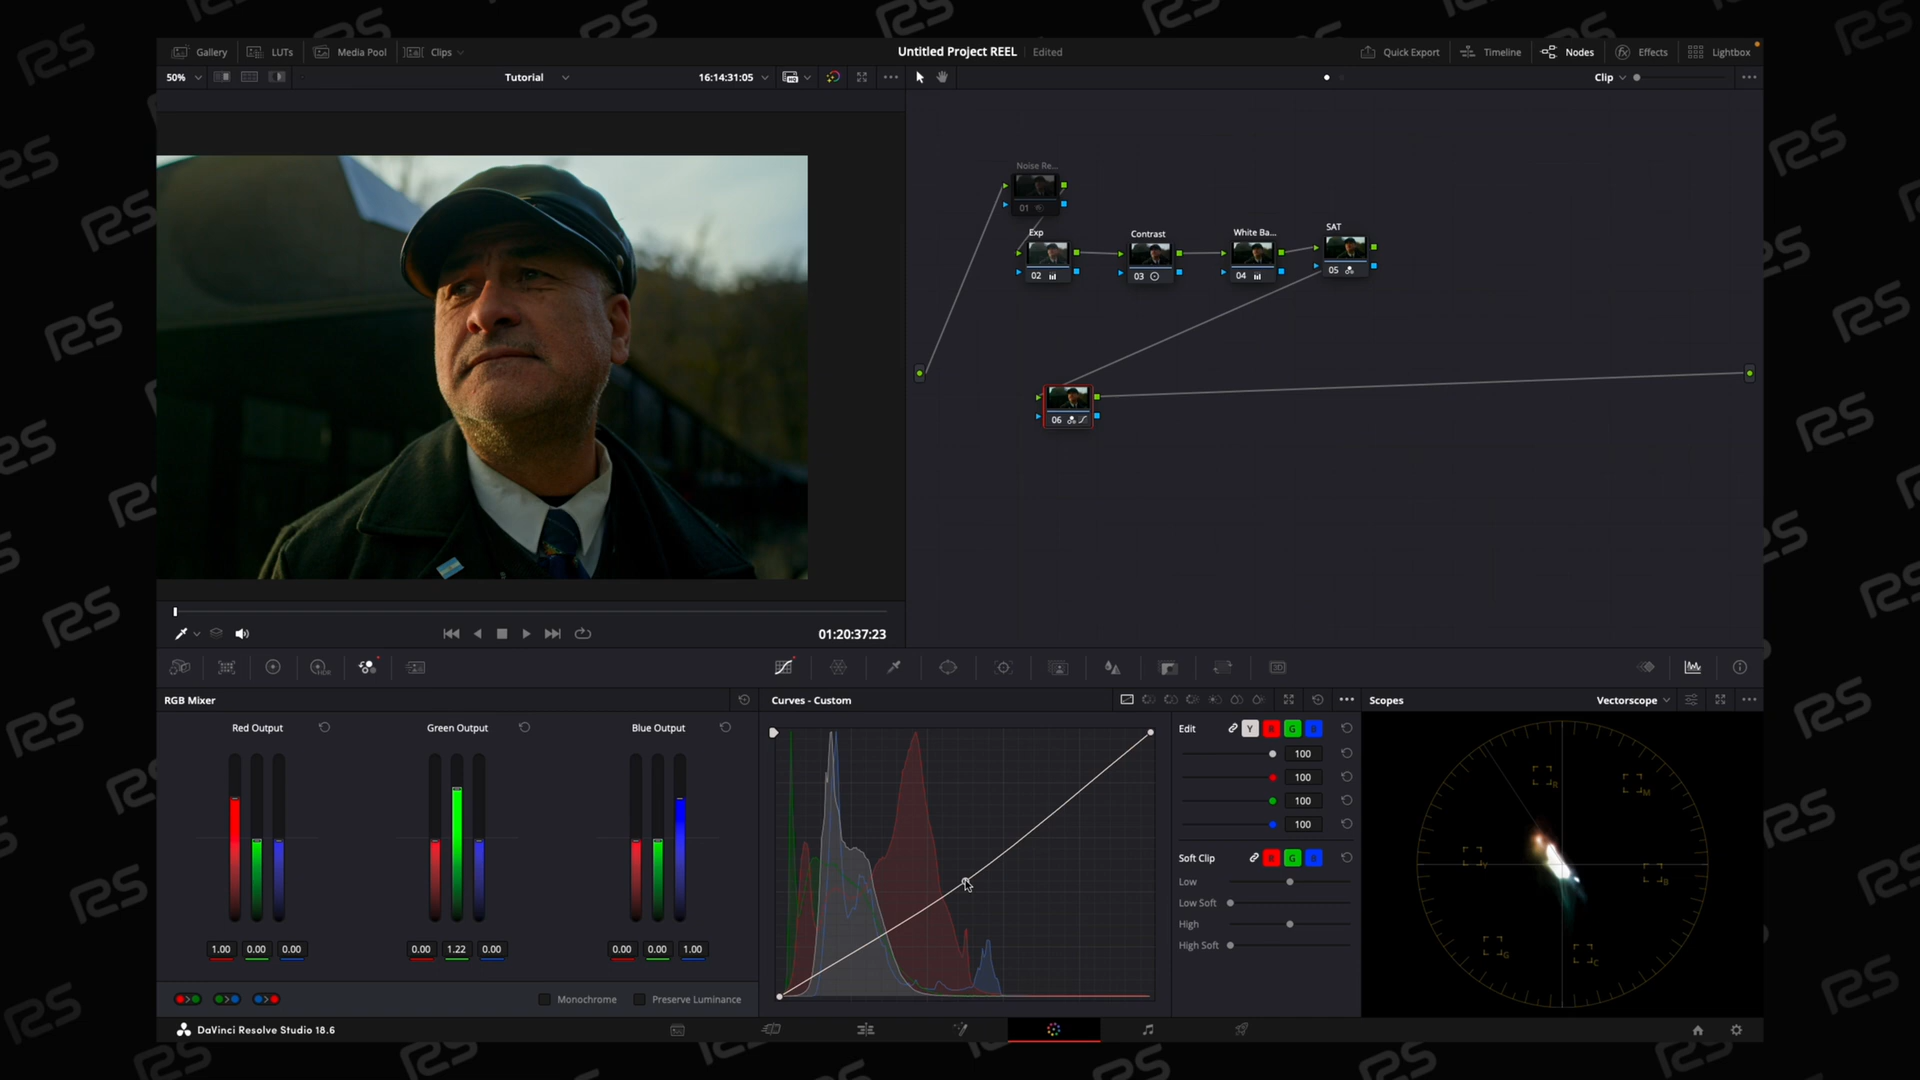 Gallery LUTs Media Pool Clips Untitled Project REEL Edited Quick Export Timeline Nodes Effects Lightbox
50% Tutorial 16:14:31:05 Clip
Noise Re...
01
Exp Contrast White Ba... SAT
02 03 04 05
06
01:20:37:23
HDR 3D
RGB Mixer Curves - Custom Scopes Vectorscope
Red Output Green Output Blue Output Edit Y R G B
100
100
100
100
Soft Clip R G B
Low
Low Soft
High
High Soft
R M
Y B
G C
1.00 0.00 0.00 0.00 1.22 0.00 0.00 0.00 1.00
Monochrome Preserve Luminance
DaVinci Resolve Studio 18.6